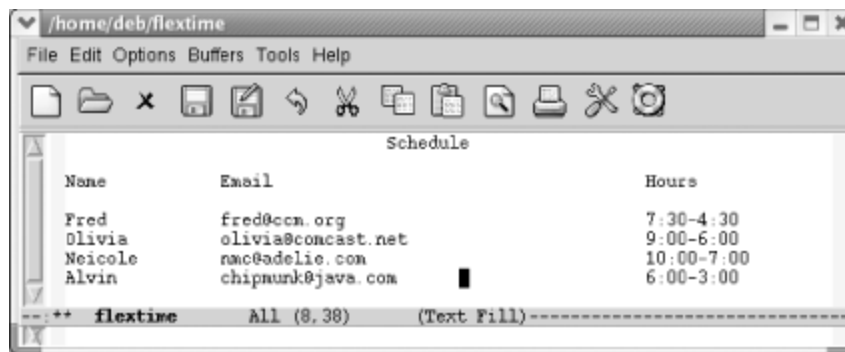 /home/deb/flextime
File Edit Options Buffers Tools Help
Schedule
Name Email Hours
Fred fred@ccm.org 7:30-4:30
Olivia olivia@comcast.net 9:00-6:00
Neicole nmc@adelie.com 10:00-7:00
Alvin chipmunk@java.com 6:00-3:00
--:** flextime All (8,38) (Text Fill)------------------------------